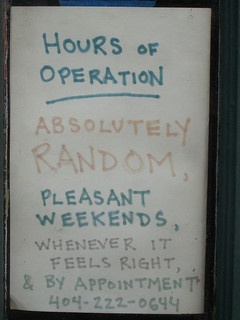 HOURS OF
OPERATION
ABSOLUTELY
RANDOM,
PLEASANT
WEEKENDS,
WHENEVER IT
FEELS RIGHT,
& BY APPOINTMENT
404-222-0644